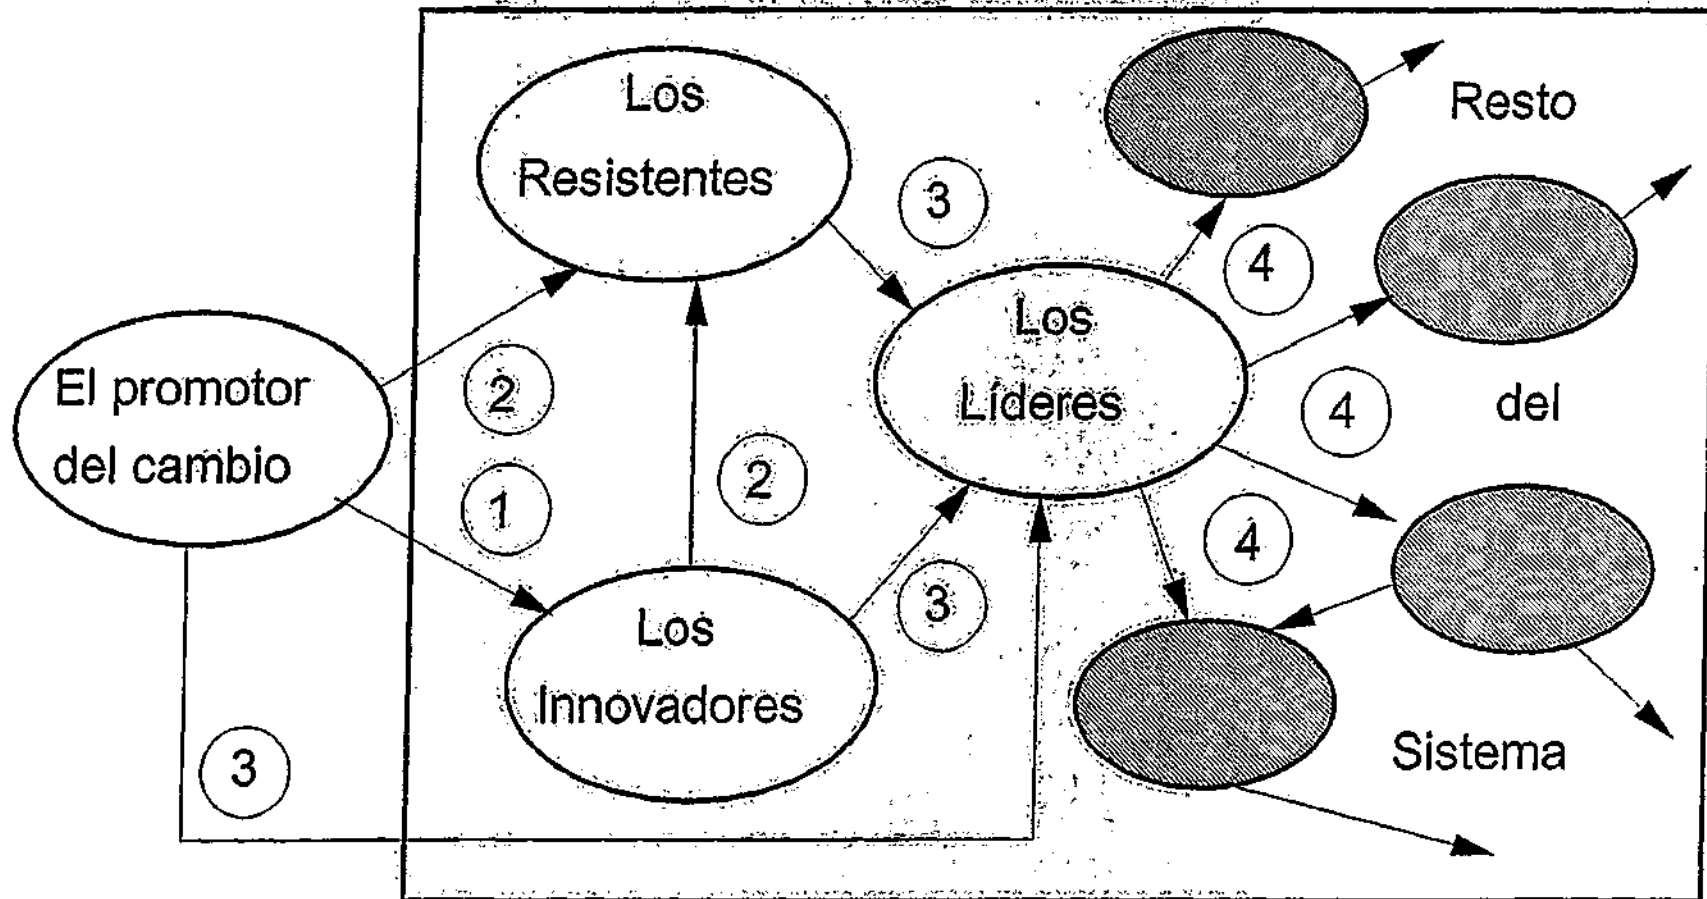 Los
Resistentes
3
Resto
4
El promotor
del cambio
2
1
2
Los
Líderes
4
del
4
Los
Innovadores
3
3
Sistema